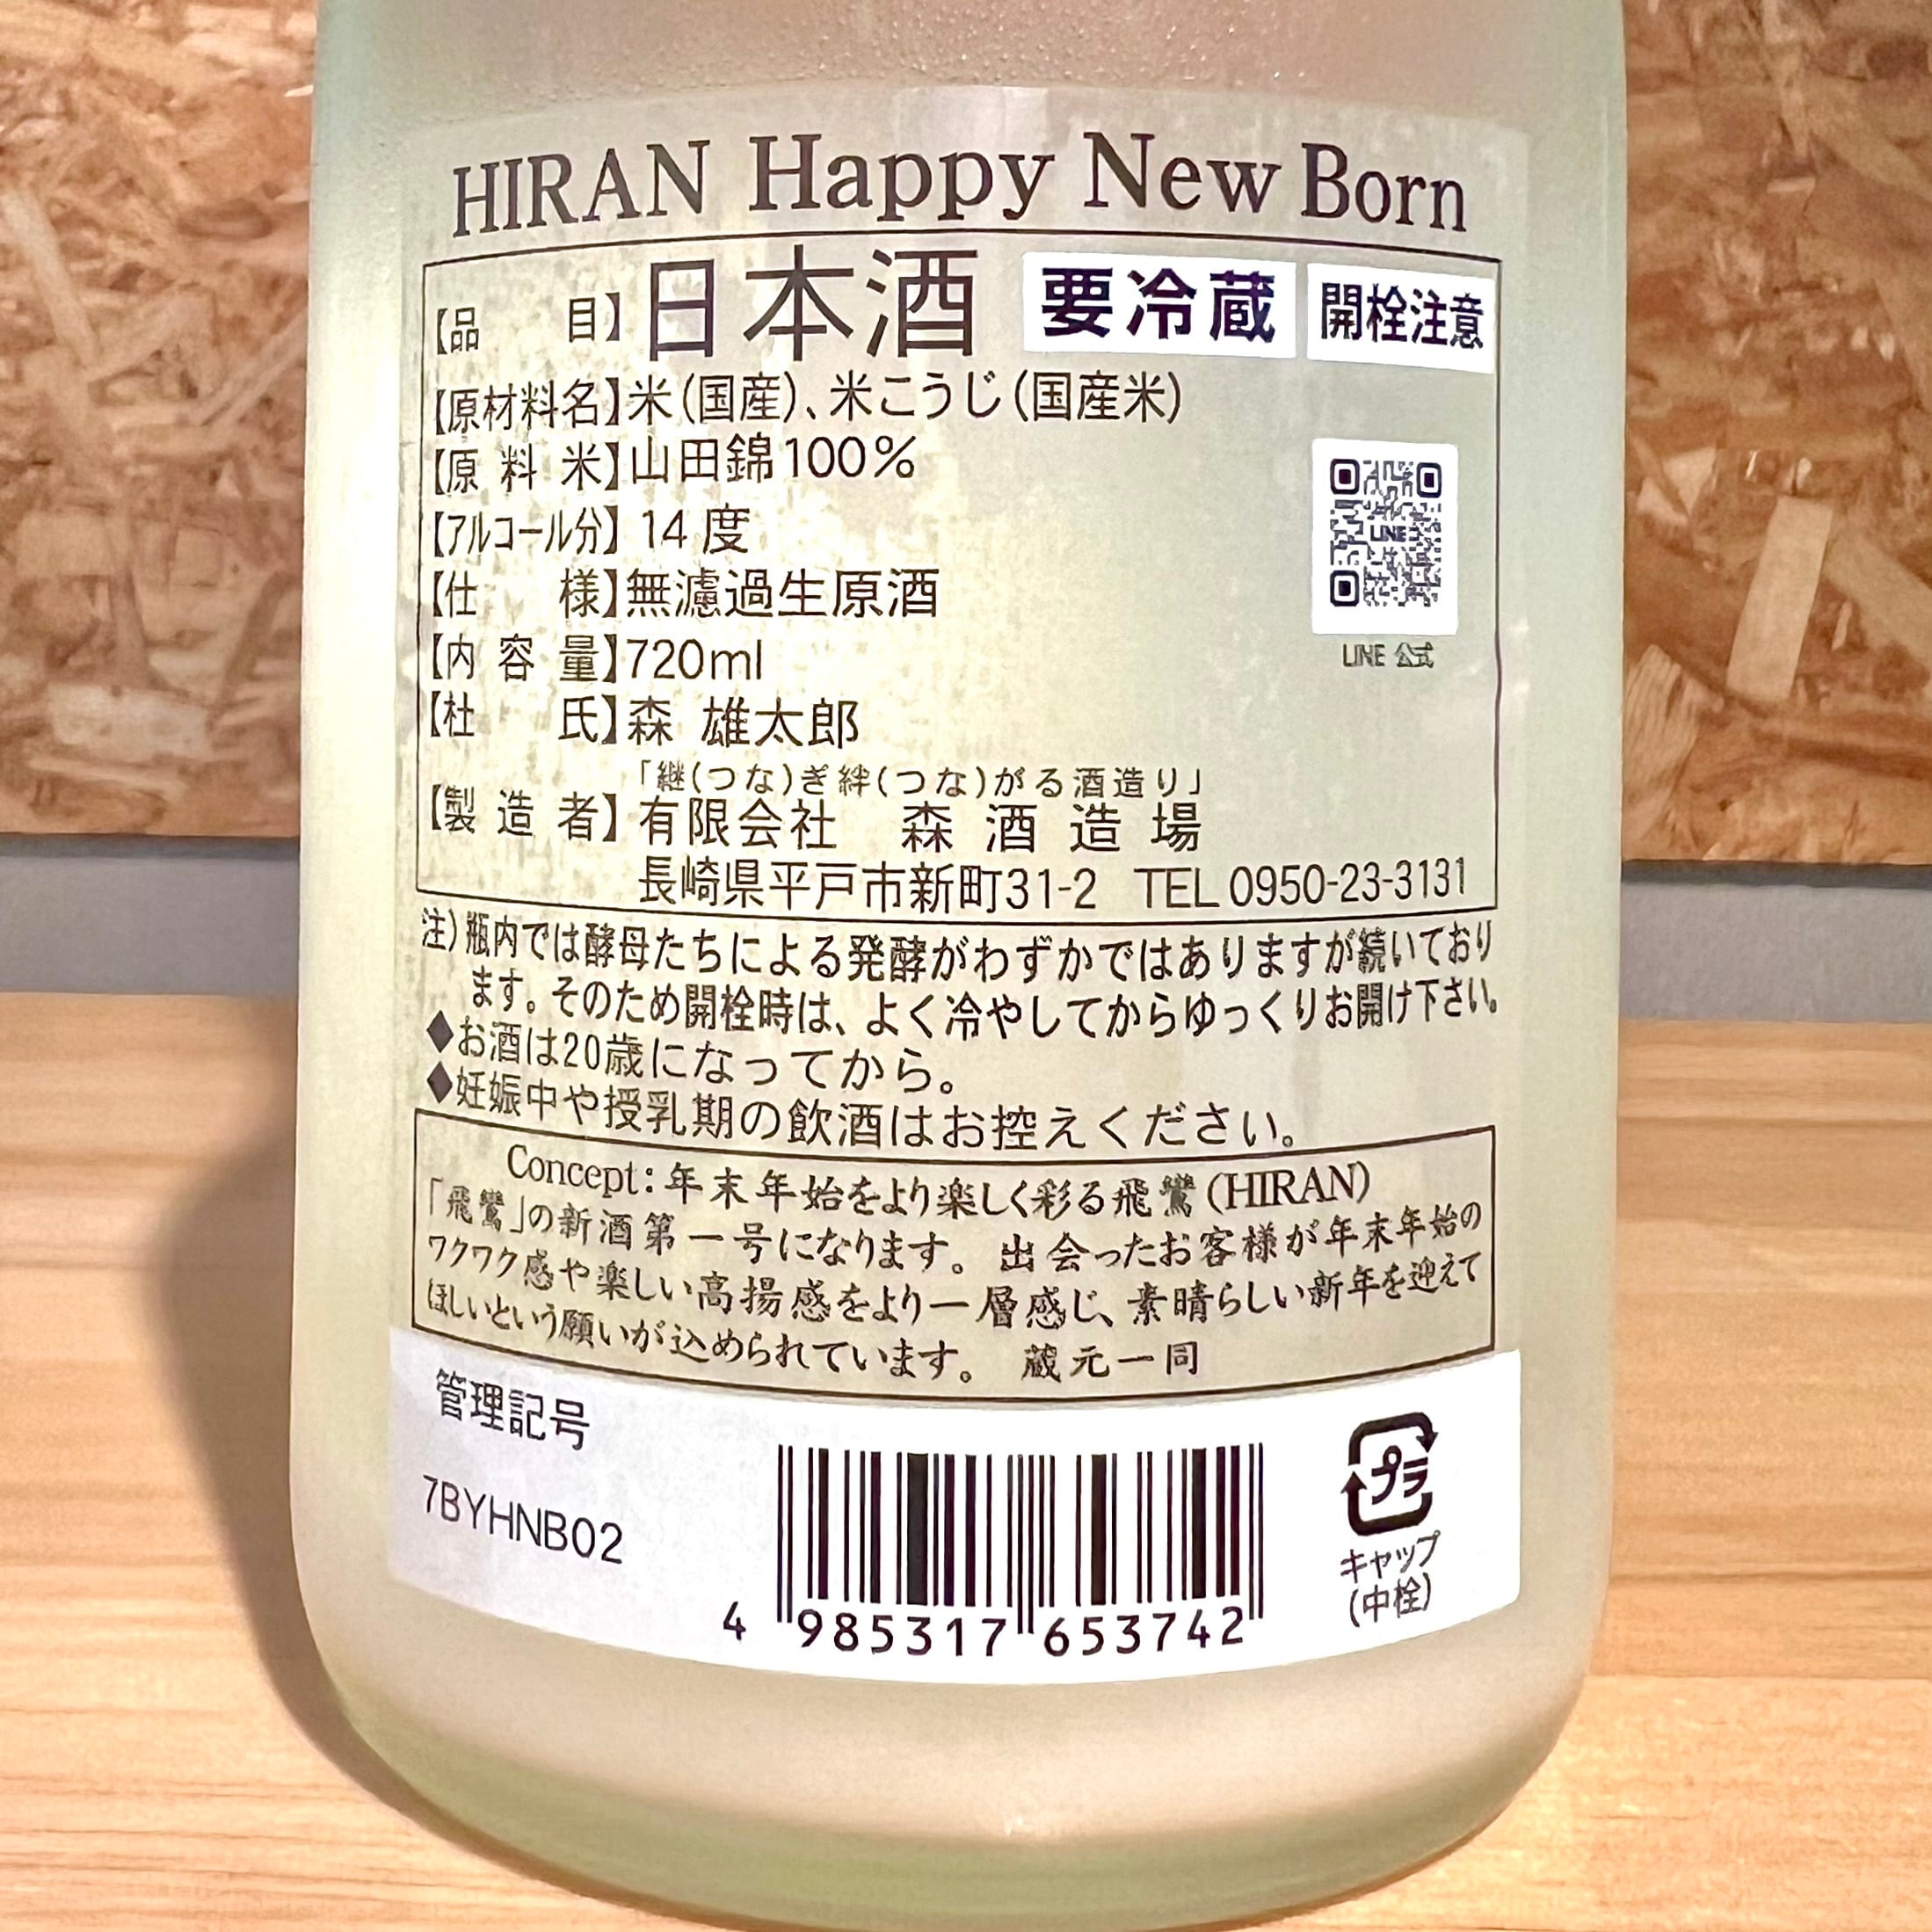 HIRAN Happy New Born
【品 目】日本酒 要冷蔵 開栓注意
【原材料名】米(国産)、米こうじ(国産米)
【原料米】山田錦100%
【アルコール分】14度
【仕 様】無濾過生原酒
【内容量】720ml
【杜 氏】森 雄太郎
「継(つな)ぎ絆(つな)がる酒造り」
【製造者】有限会社 森酒造場
長崎県平戸市新町31-2 TEL0950-23-3131
LINE
LINE 公式
注)瓶内では酵母たちによる発酵がわずかではありますが続いており
ます。そのため開栓時は、よく冷やしてからゆっくりお開け下さい。
◆お酒は20歳になってから。
◆妊娠中や授乳期の飲酒はお控えください。
Concept:年末年始をより楽しく彩る飛鸞(HIRAN)
「飛鸞」の新酒第一号になります。出会ったお客様が年末年始の
ワクワク感や楽しい高揚感をより一層感じ、素晴らしい新年を迎えて
ほしいという願いが込められています。 蔵元一同
管理記号
7BYHNB02
4 985317 653742
プラ
キャップ
(中栓)